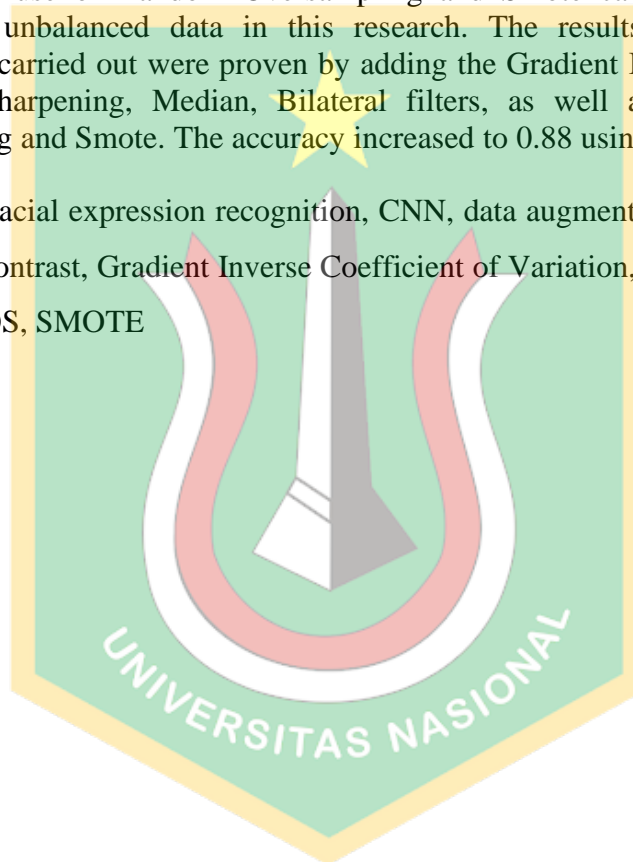 unbalanced data in this research. The results
carried out were proven by adding the Gradient
harpening, Median, Bilateral filters, as well a
g and Smote. The accuracy increased to 0.88 usin
acial expression recognition, CNN, data augment
ontrast, Gradient Inverse Coefficient of Variation,
OS, SMOTE
UNIVERSITAS NASIONAL